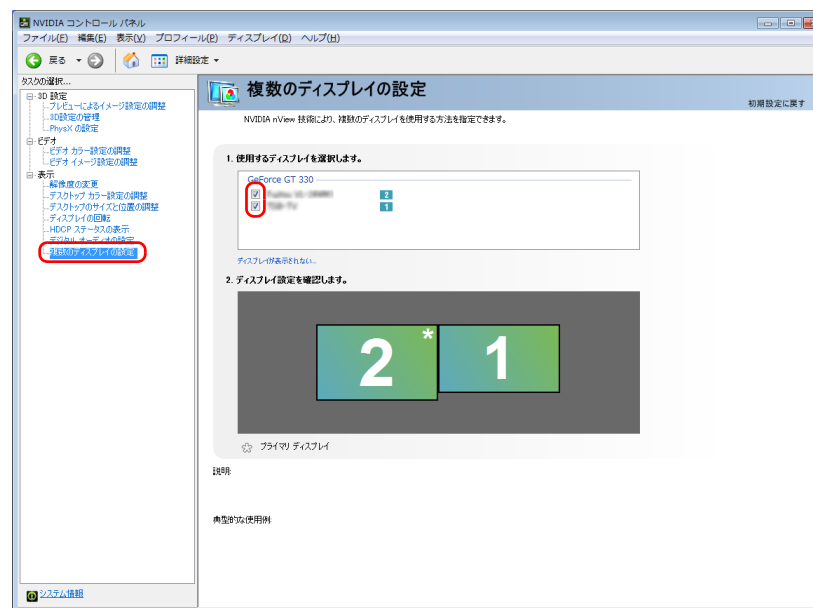 NVIDIA コントロール パネル
ファイル(F) 編集(E) 表示(V) プロフィール(R) ディスプレイ(D) ヘルプ(H)
戻る 詳細設定
タスクの選択...
3D 設定
プレビューによるイメージ設定の調整
3D設定の管理
PhysX の設定
ビデオ
ビデオ カラー設定の調整
ビデオ イメージ設定の調整
表示
解像度の変更
デスクトップ カラー設定の調整
デスクトップのサイズと位置の調整
ディスプレイの回転
HDCP ステータスの表示
デジタル オーディオの設定
複数のディスプレイの設定
システム情報
複数のディスプレイの設定
初期設定に戻す
NVIDIA nView 技術により、複数のディスプレイを使用する方法を指定できます。
1. 使用するディスプレイを選択します。
GeForce GT 330
2
1
ディスプレイが表示されない...
2. ディスプレイ設定を確認します。
2 * 1
プライマリ ディスプレイ
説明:
典型的な使用例: